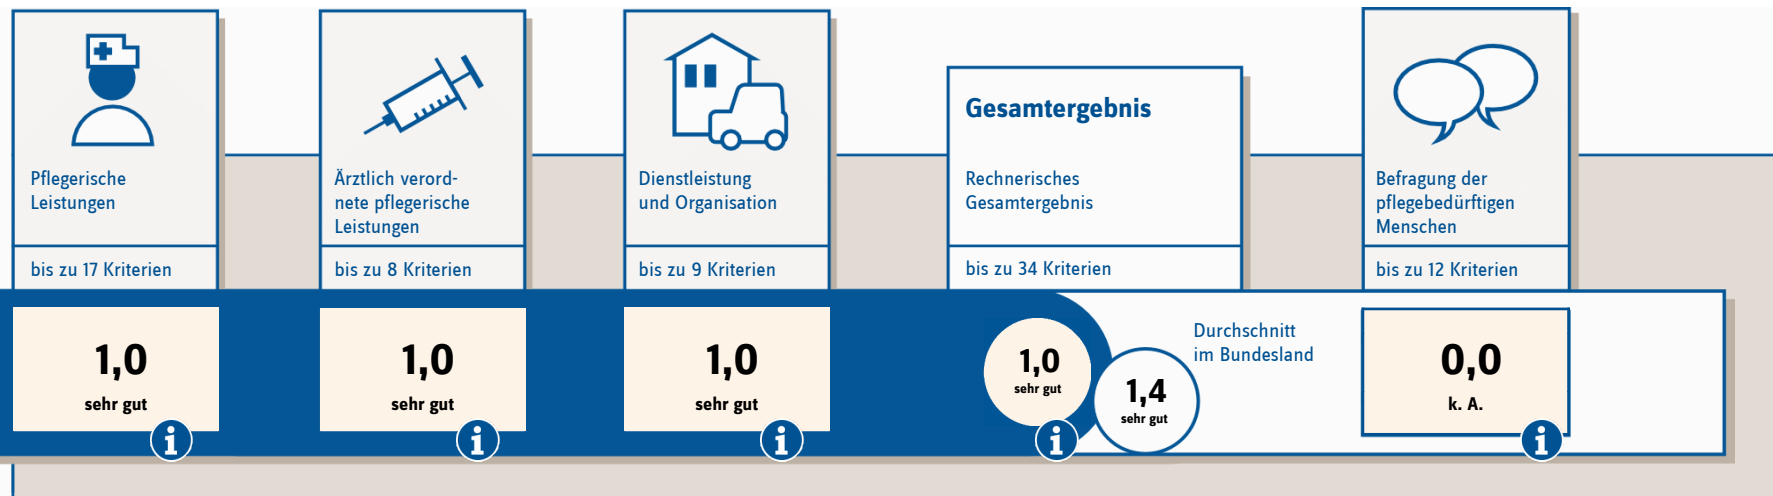 Pflegerische
Leistungen
bis zu 17 Kriterien
1,0
sehr gut
i
Ärztlich verord-
nete pflegerische
Leistungen
bis zu 8 Kriterien
1,0
sehr gut
i
Dienstleistung
und Organisation
bis zu 9 Kriterien
1,0
sehr gut
i
Gesamtergebnis
Rechnerisches
Gesamtergebnis
bis zu 34 Kriterien
1,0
sehr gut
i
1,4
sehr gut
Durchschnitt
im Bundesland
Befragung der
pflegebedürftigen
Menschen
bis zu 12 Kriterien
0,0
k. A.
i